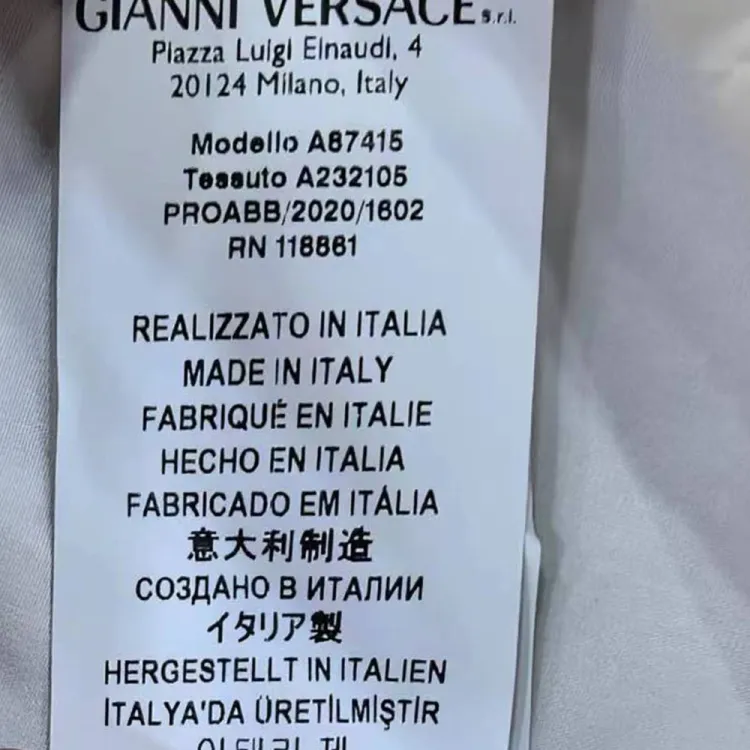 GIANNI VERSACE s.r.l.
Piazza Luigi Einaudi, 4
20124 Milano, Italy
Modello A87415
Tessuto A232105
PROABB/2020/1602
RN 118861
REALIZZATO IN ITALIA
MADE IN ITALY
FABRIQUÉ EN ITALIE
HECHO EN ITALIA
FABRICADO EM ITÁLIA
意大利制造
СОЗДАНО В ИТАЛИИ
イタリア製
HERGESTELLT IN ITALIEN
İTALYA'DA ÜRETİLMİŞTİR